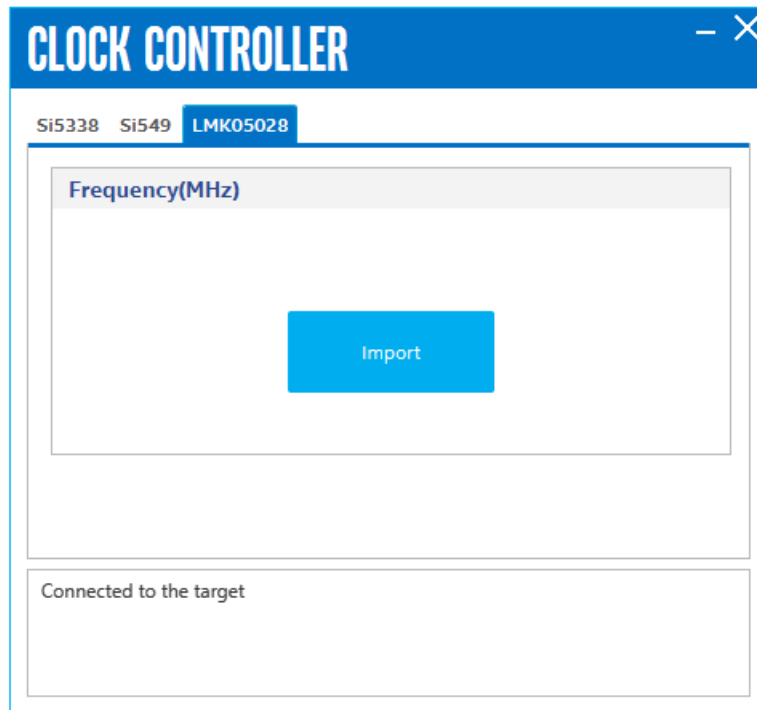 CLOCK CONTROLLER
Si5338 Si549 LMK05028
Frequency(MHz)
Import
Connected to the target